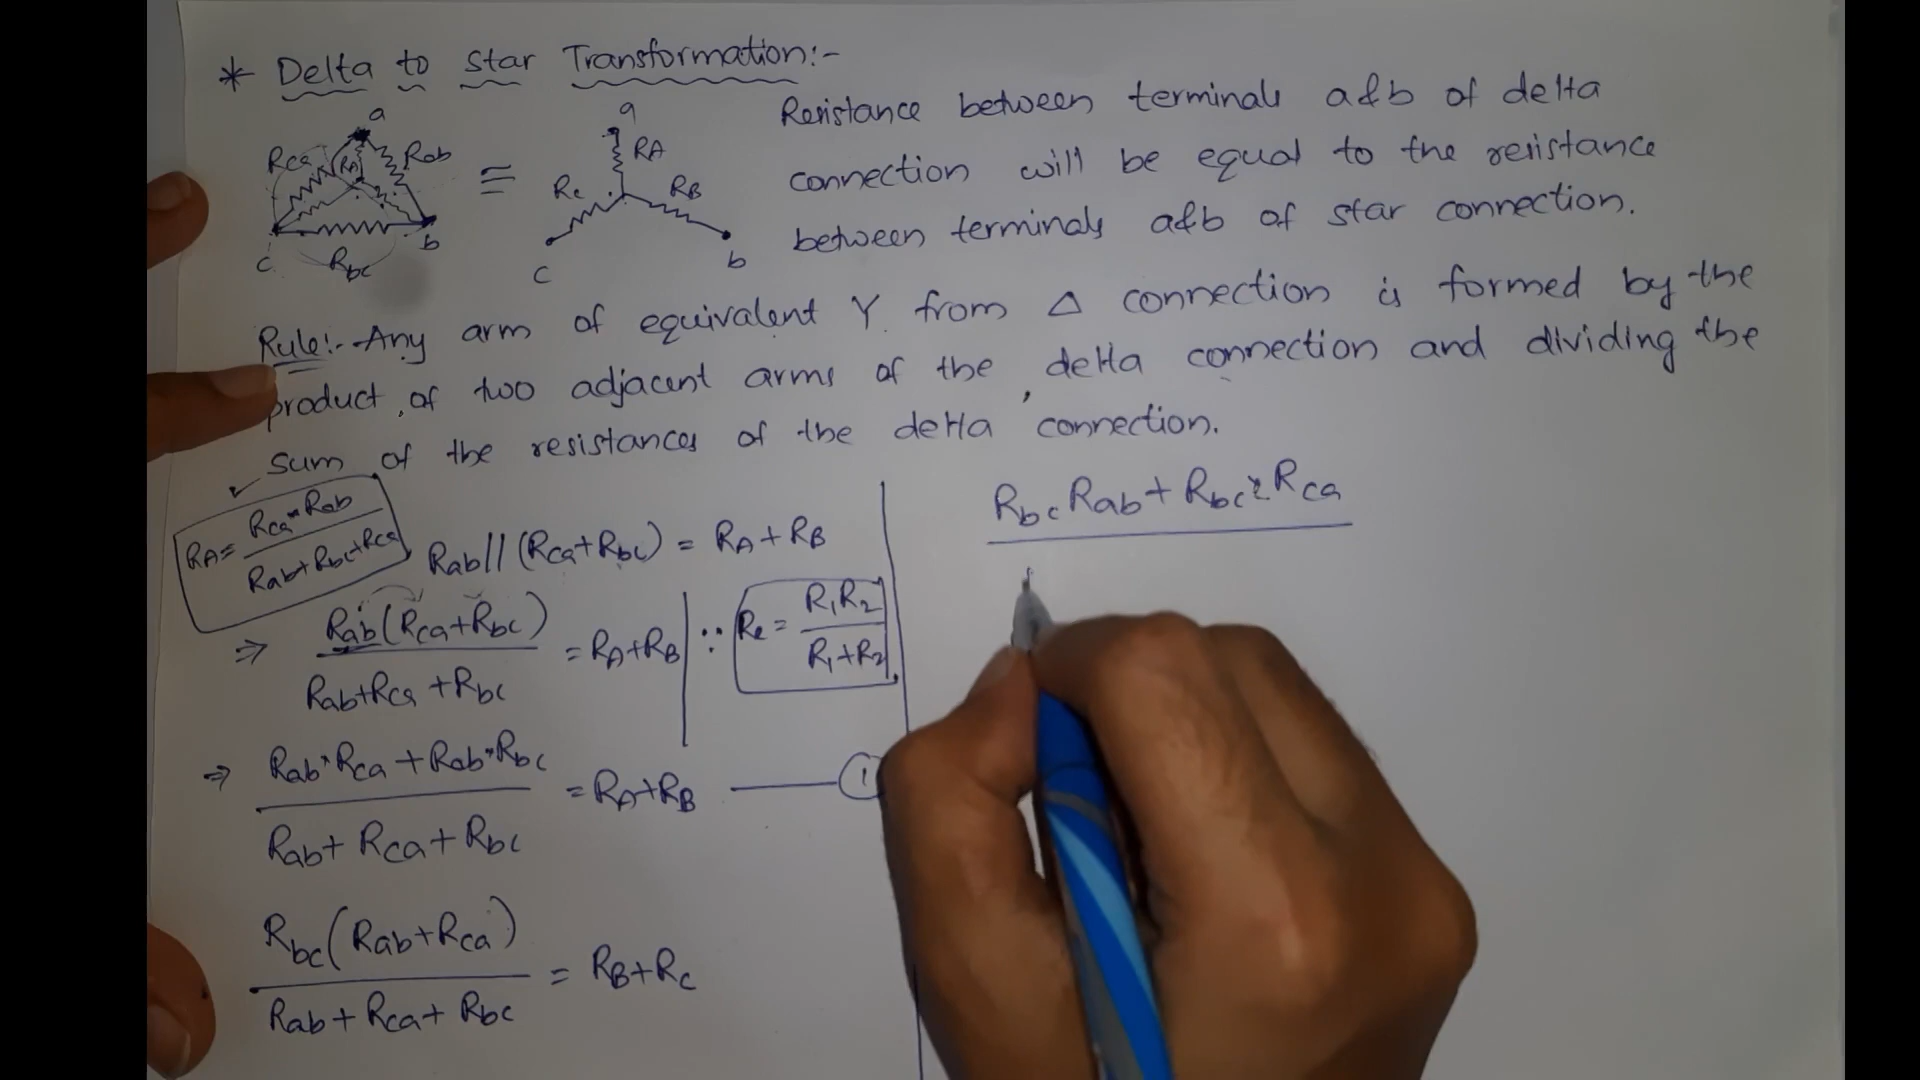 * Delta to Star Transformation:-
a
Rca
RA
Rab
c
Rbc
b
≡
a
RA
Rc
RB
c
b
Resistance between terminals a&b of delta
connection will be equal to the resistance
between terminals a&b of star connection.
Rule:- Any arm of equivalent Y from Δ connection is formed by the
product of two adjacent arms of the delta connection and dividing the
sum of the resistances of the delta connection.
✓
RA = Rca*Rab / Rab+Rbc+Rca
Rab//(Rca+Rbc) = RA+RB
⇒ Rab(Rca+Rbc) / Rab+Rca+Rbc = RA+RB
∵ Re = R1R2 / R1+R2
⇒ Rab*Rca+Rab*Rbc / Rab+Rca+Rbc = RA+RB — 1
Rbc(Rab+Rca) / Rab+Rca+Rbc = RB+RC
RbcRab+Rbc*Rca